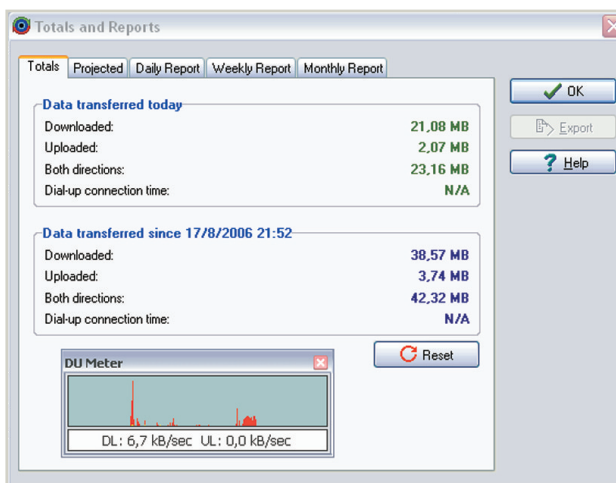 Totals and Reports
Totals Projected Daily Report Weekly Report Monthly Report
OK
Export
Help
Data transferred today
Downloaded: 21,08 MB
Uploaded: 2,07 MB
Both directions: 23,16 MB
Dial-up connection time: N/A
Data transferred since 17/8/2006 21:52
Downloaded: 38,57 MB
Uploaded: 3,74 MB
Both directions: 42,32 MB
Dial-up connection time: N/A
Reset
DU Meter
DL: 6,7 kB/sec UL: 0,0 kB/sec